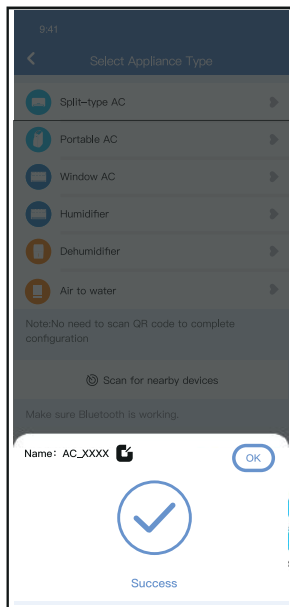 9:41
Select Appliance Type
Split-type AC
Portable AC
Window AC
Humidifier
Dehumidifier
Air to water
Note:No need to scan QR code to complete
configuration
Scan for nearby devices
Make sure Bluetooth is working.
Name: AC_XXXX
OK
Success